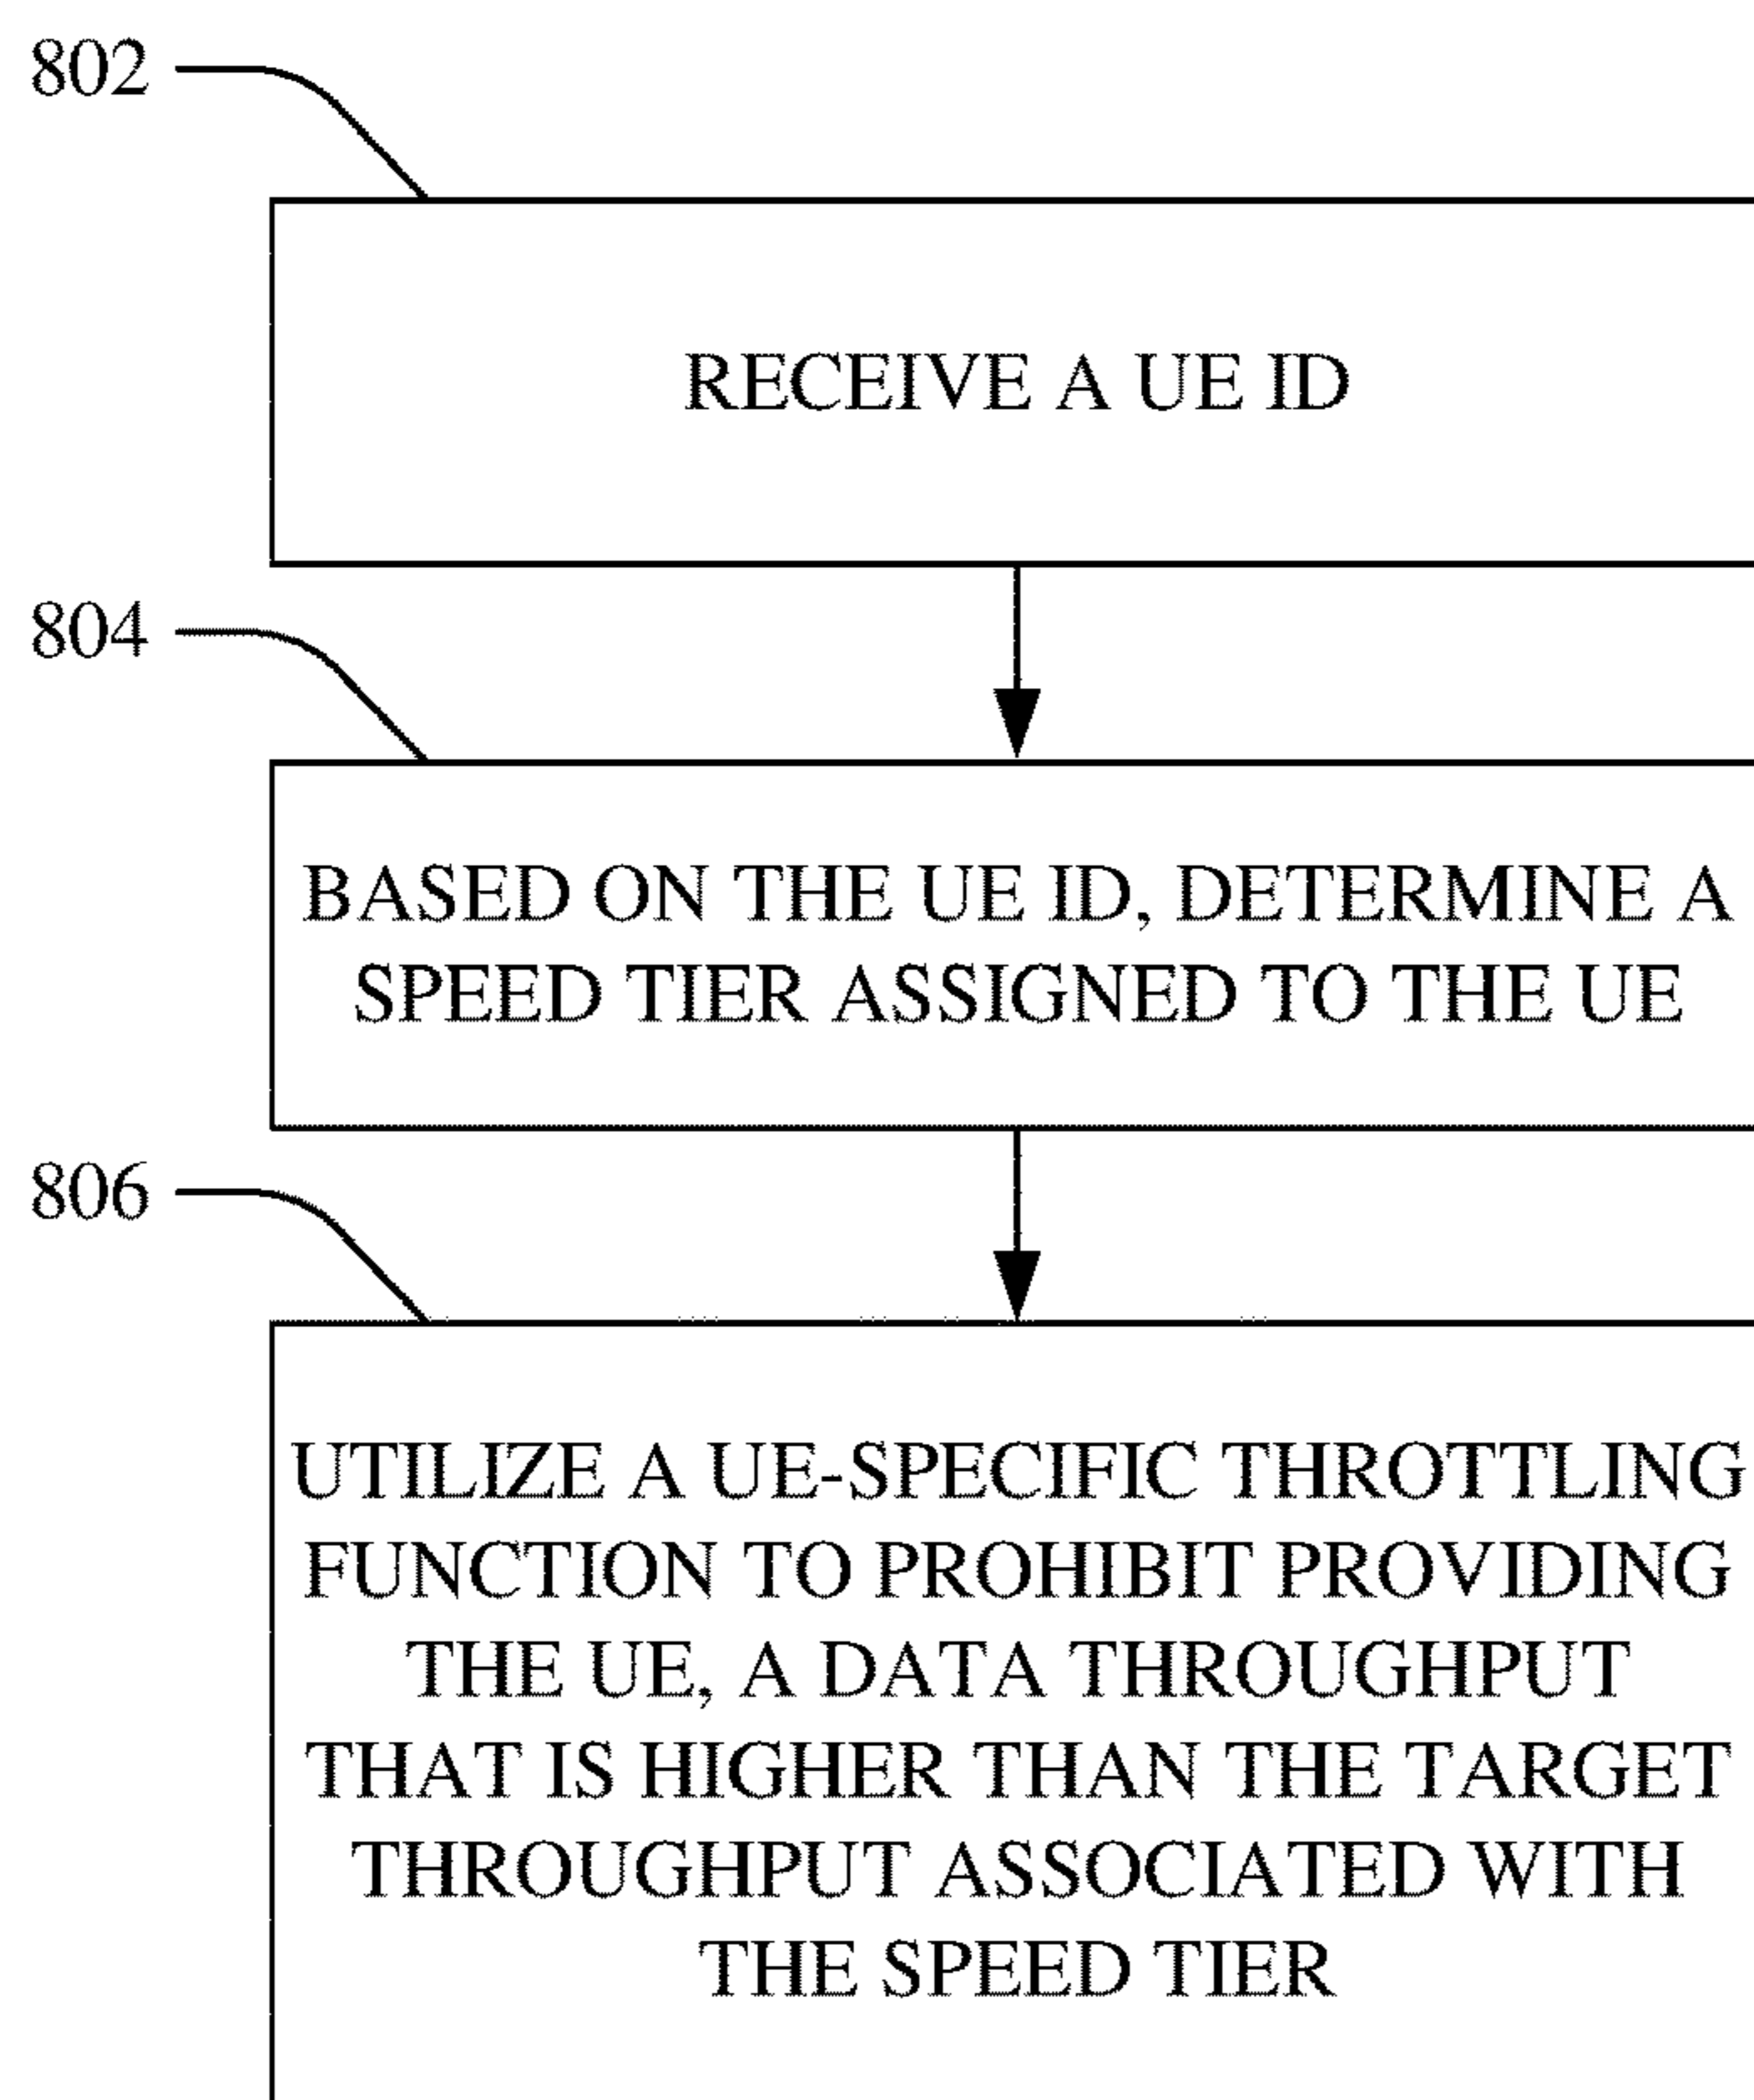 802
RECEIVE A UE ID
804
BASED ON THE UE ID, DETERMINE A
SPEED TIER ASSIGNED TO THE UE
806
UTILIZE A UE-SPECIFIC THROTTLING
FUNCTION TO PROHIBIT PROVIDING
THE UE, A DATA THROUGHPUT
THAT IS HIGHER THAN THE TARGET
THROUGHPUT ASSOCIATED WITH
THE SPEED TIER